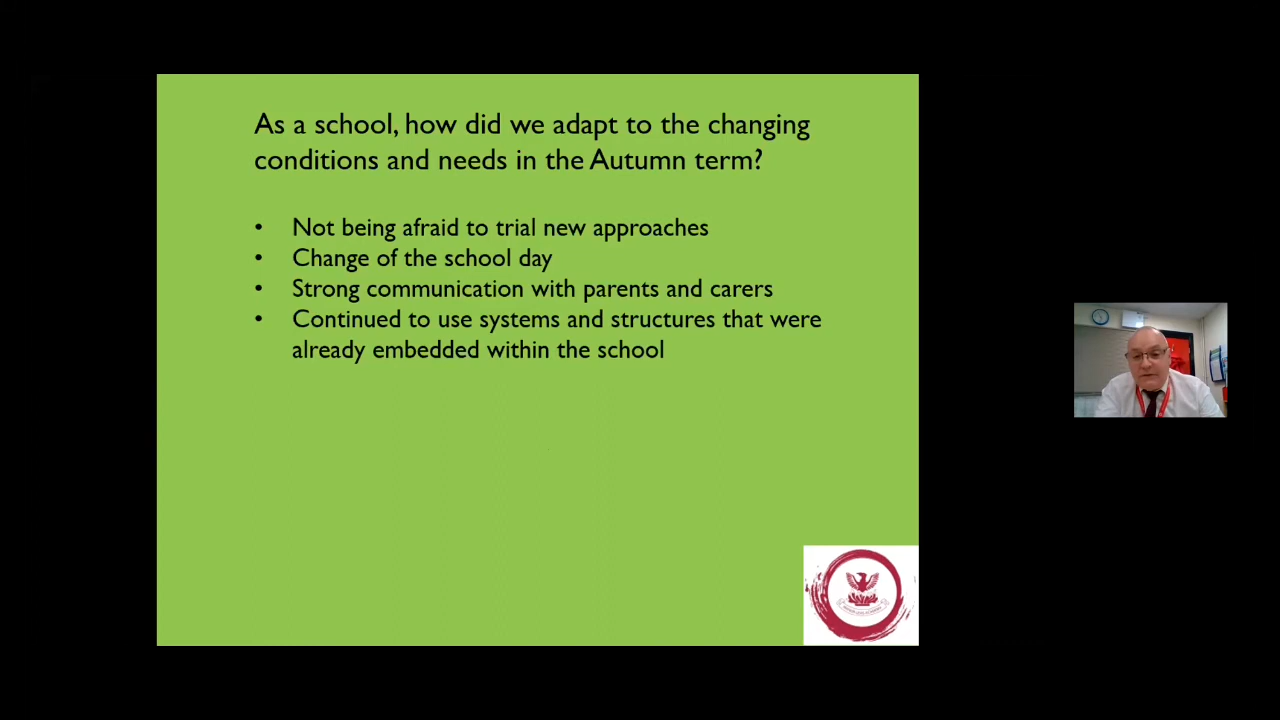 As a school, how did we adapt to the changing
conditions and needs in the Autumn term?
• Not being afraid to trial new approaches
• Change of the school day
• Strong communication with parents and carers
• Continued to use systems and structures that were
already embedded within the school